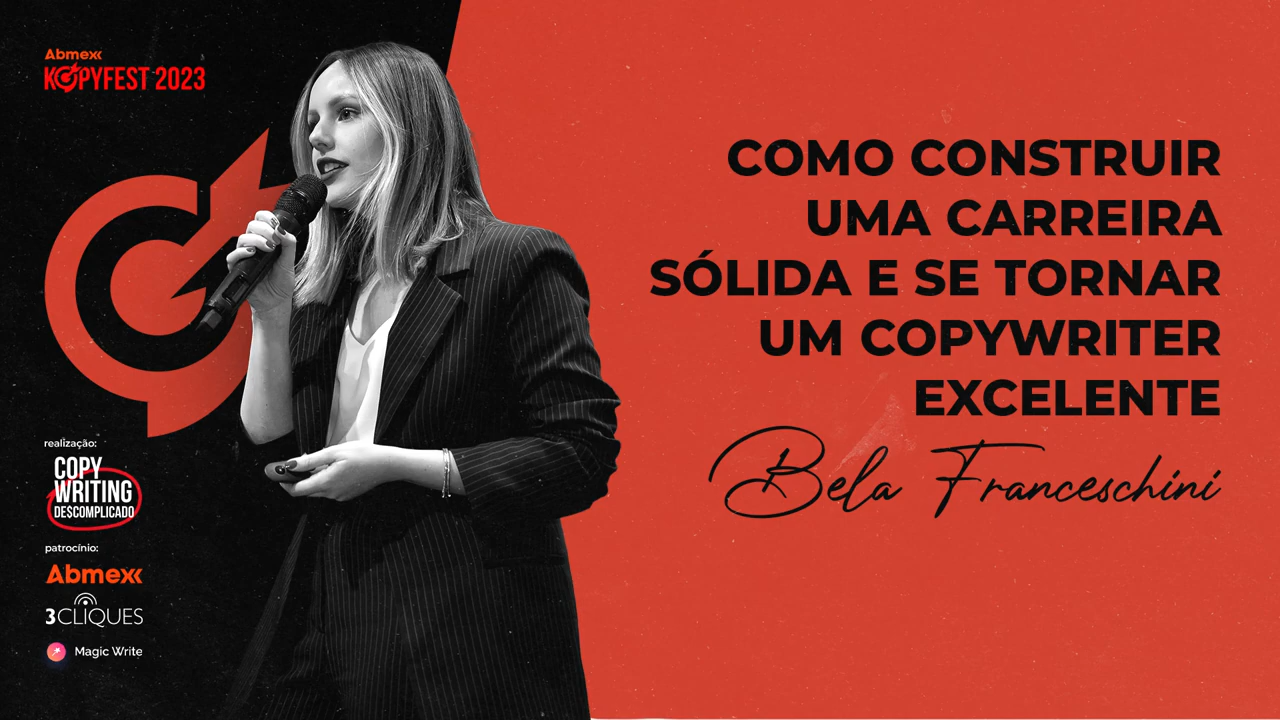 Abmex
KOPYFEST 2023
COMO CONSTRUIR
UMA CARREIRA
SÓLIDA E SE TORNAR
UM COPYWRITER
EXCELENTE
Bela Franceschini
realização:
COPY
WRITING
DESCOMPLICADO
patrocínio:
Abmex
3CLIQUES
Magic Write